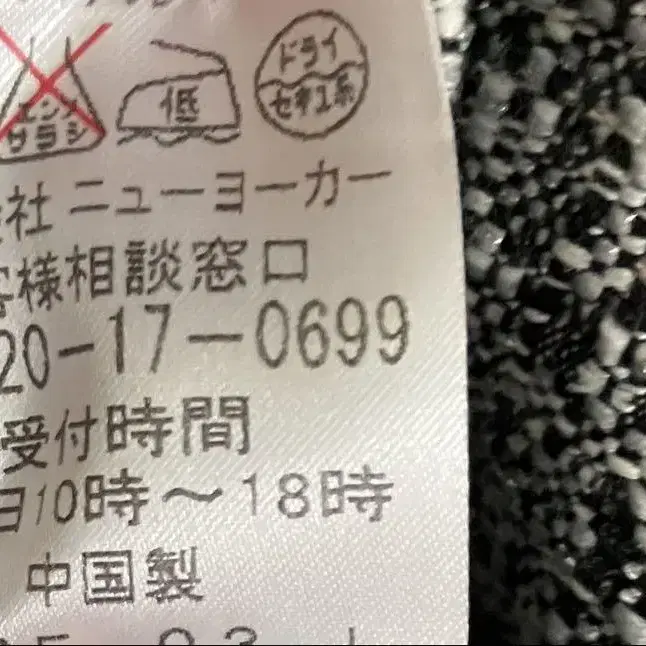 エンソ
サラシ
低
ドライ
セキユ系
社 ニューヨーカー
客様相談窓口
20-17-0699
受付時間
日10時～18時
中国製